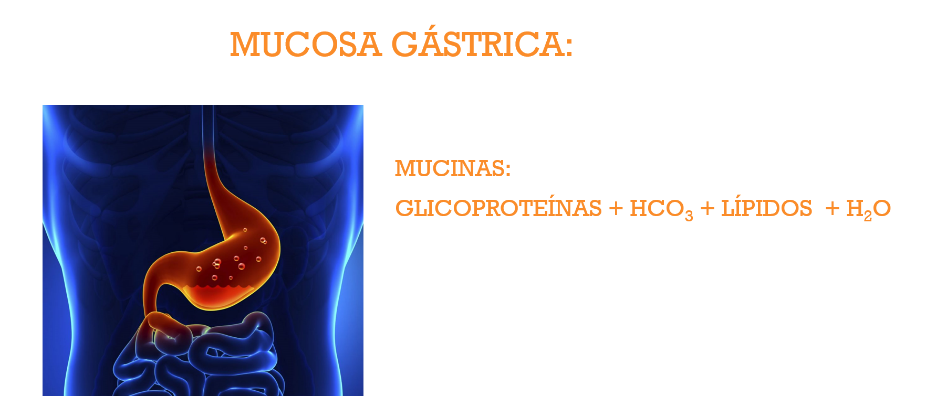 MUCOSA GÁSTRICA:
MUCINAS:
GLICOPROTEÍNAS + HCO₃ + LÍPIDOS + H₂O